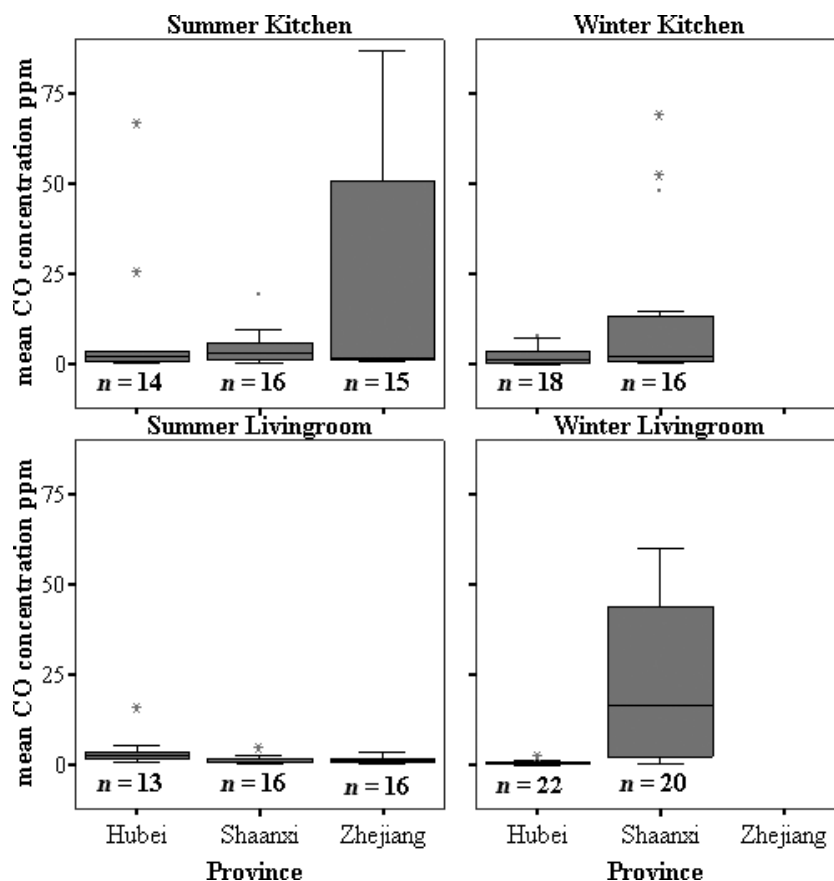 Summer Kitchen
Winter Kitchen
mean CO concentration ppm
75
50
25
0
n = 14
n = 16
n = 15
n = 18
n = 16
Summer Livingroom
Winter Livingroom
mean CO concentration ppm
75
50
25
0
n = 13
n = 16
n = 16
n = 22
n = 20
Hubei Shaanxi Zhejiang
Hubei Shaanxi Zhejiang
Province
Province